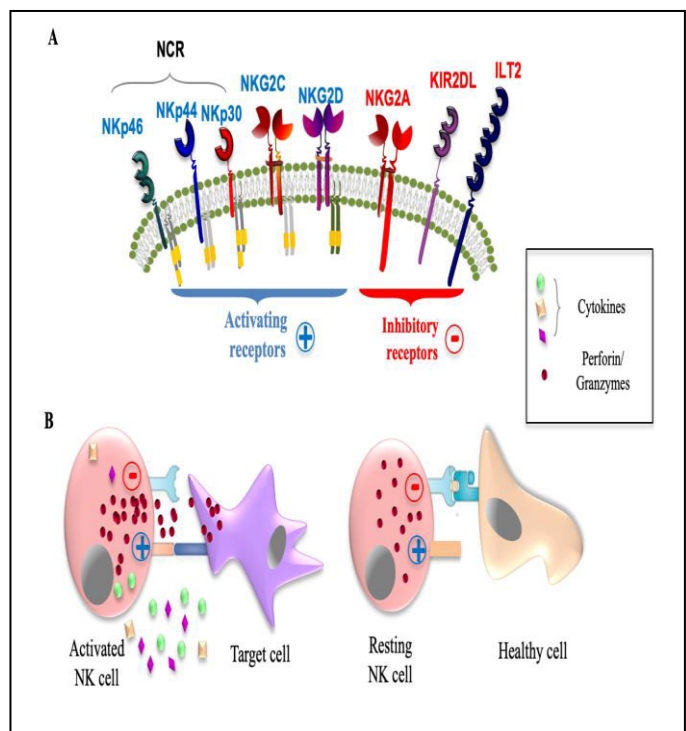 A
NCR
NKp46
NKp44
NKp30
NKG2C
NKG2D
NKG2A
KIR2DL
ILT2
Activating
receptors
+
Inhibitory
receptors
-
Cytokines
Perforin/
Granzymes
B
-
+
Activated
NK cell
Target cell
-
+
Resting
NK cell
Healthy cell